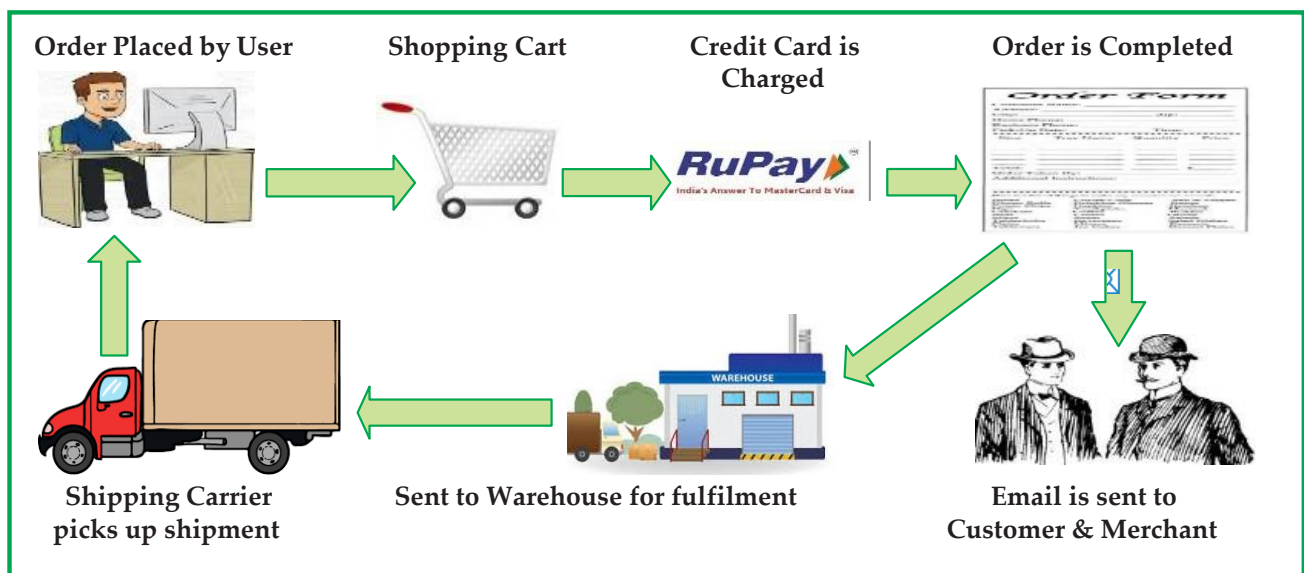 Order Placed by User
Shopping Cart
Credit Card is
Charged
Order is Completed
RuPay
India's Answer To MasterCard & Visa
Order Form
WAREHOUSE
Shipping Carrier
picks up shipment
Sent to Warehouse for fulfilment
Email is sent to
Customer & Merchant